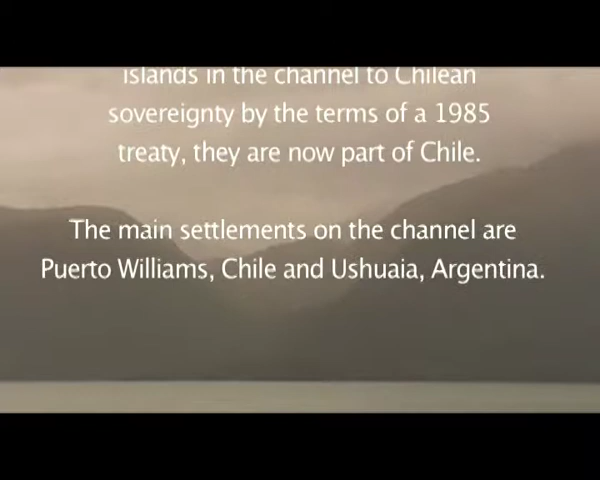 islands in the channel to Chilean
sovereignty by the terms of a 1985
treaty, they are now part of Chile.
The main settlements on the channel are
Puerto Williams, Chile and Ushuaia, Argentina.